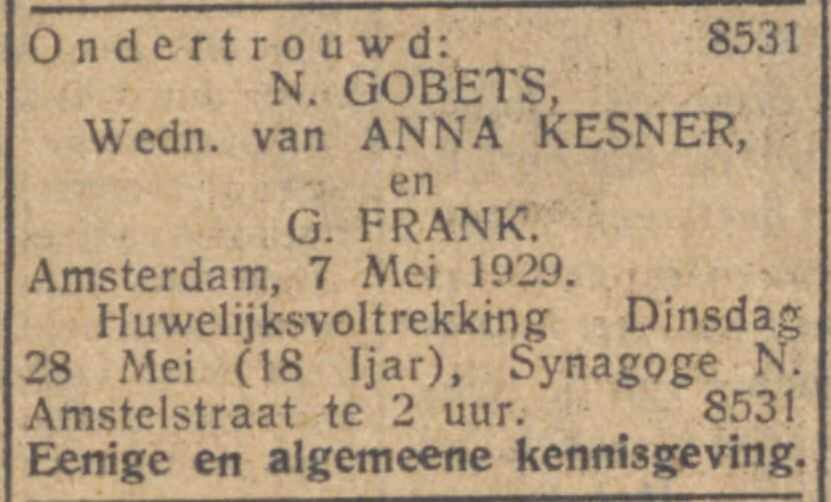 Ondertrouwd: 8531
N. GOBETS,
Wedn. van ANNA KESNER,
en
G. FRANK.
Amsterdam, 7 Mei 1929.
Huwelijksvoltrekking Dinsdag
28 Mei (18 Ijar), Synagoge N.
Amstelstraat te 2 uur. 8531
Eenige en algemeene kennisgeving.